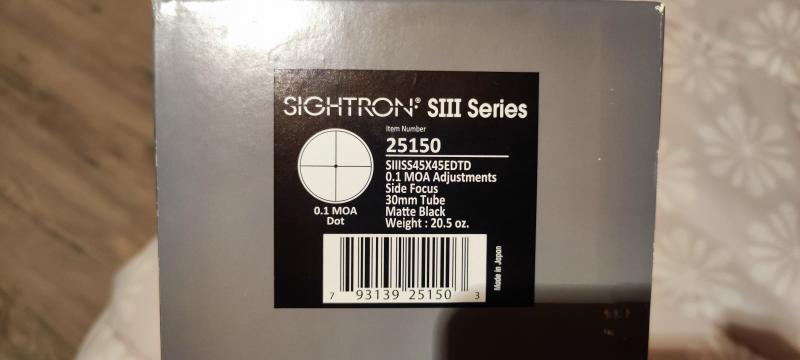 SIGHTRON® SIII Series
Item Number
25150
SIIISS45X45EDTD
0.1 MOA Adjustments
Side Focus
30mm Tube
Matte Black
Weight : 20.5 oz.
0.1 MOA
Dot
Made in Japan
7 93139 25150 3